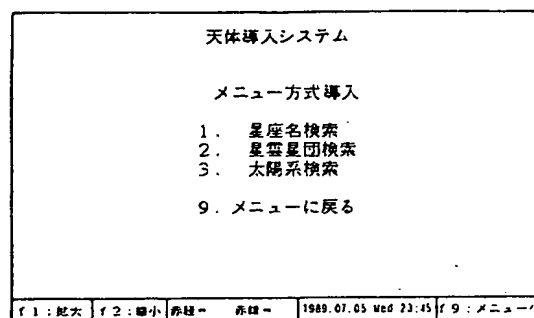 天体導入システム
メニュー方式導入
1. 星座名検索
2. 星雲星団検索
3. 太陽系検索
9. メニューに戻る
f1:拡大 f2:縮小 赤経= 赤緯= 1989.07.05 Wed 23:45 f9:メニューへ